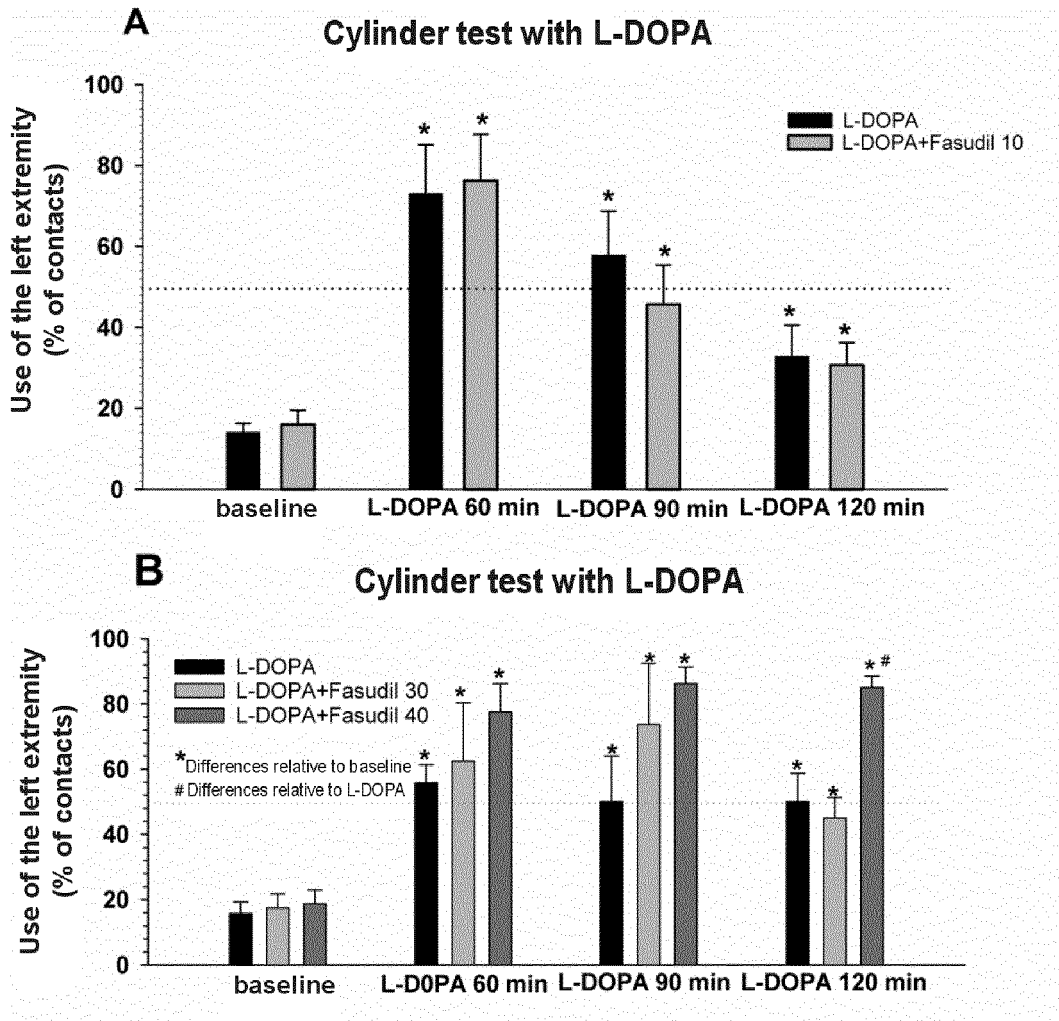 A
Cylinder test with L-DOPA
Use of the left extremity
(% of contacts)
100
80
60
40
20
0
L-DOPA
L-DOPA+Fasudil 10
* *
* *
* *
baseline L-DOPA 60 min L-DOPA 90 min L-DOPA 120 min
B
Cylinder test with L-DOPA
Use of the left extremity
(% of contacts)
100
80
60
40
20
0
L-DOPA
L-DOPA+Fasudil 30
L-DOPA+Fasudil 40
*Differences relative to baseline
# Differences relative to L-DOPA
* * *
* * *
* * * #
baseline L-D0PA 60 min L-DOPA 90 min L-DOPA 120 min